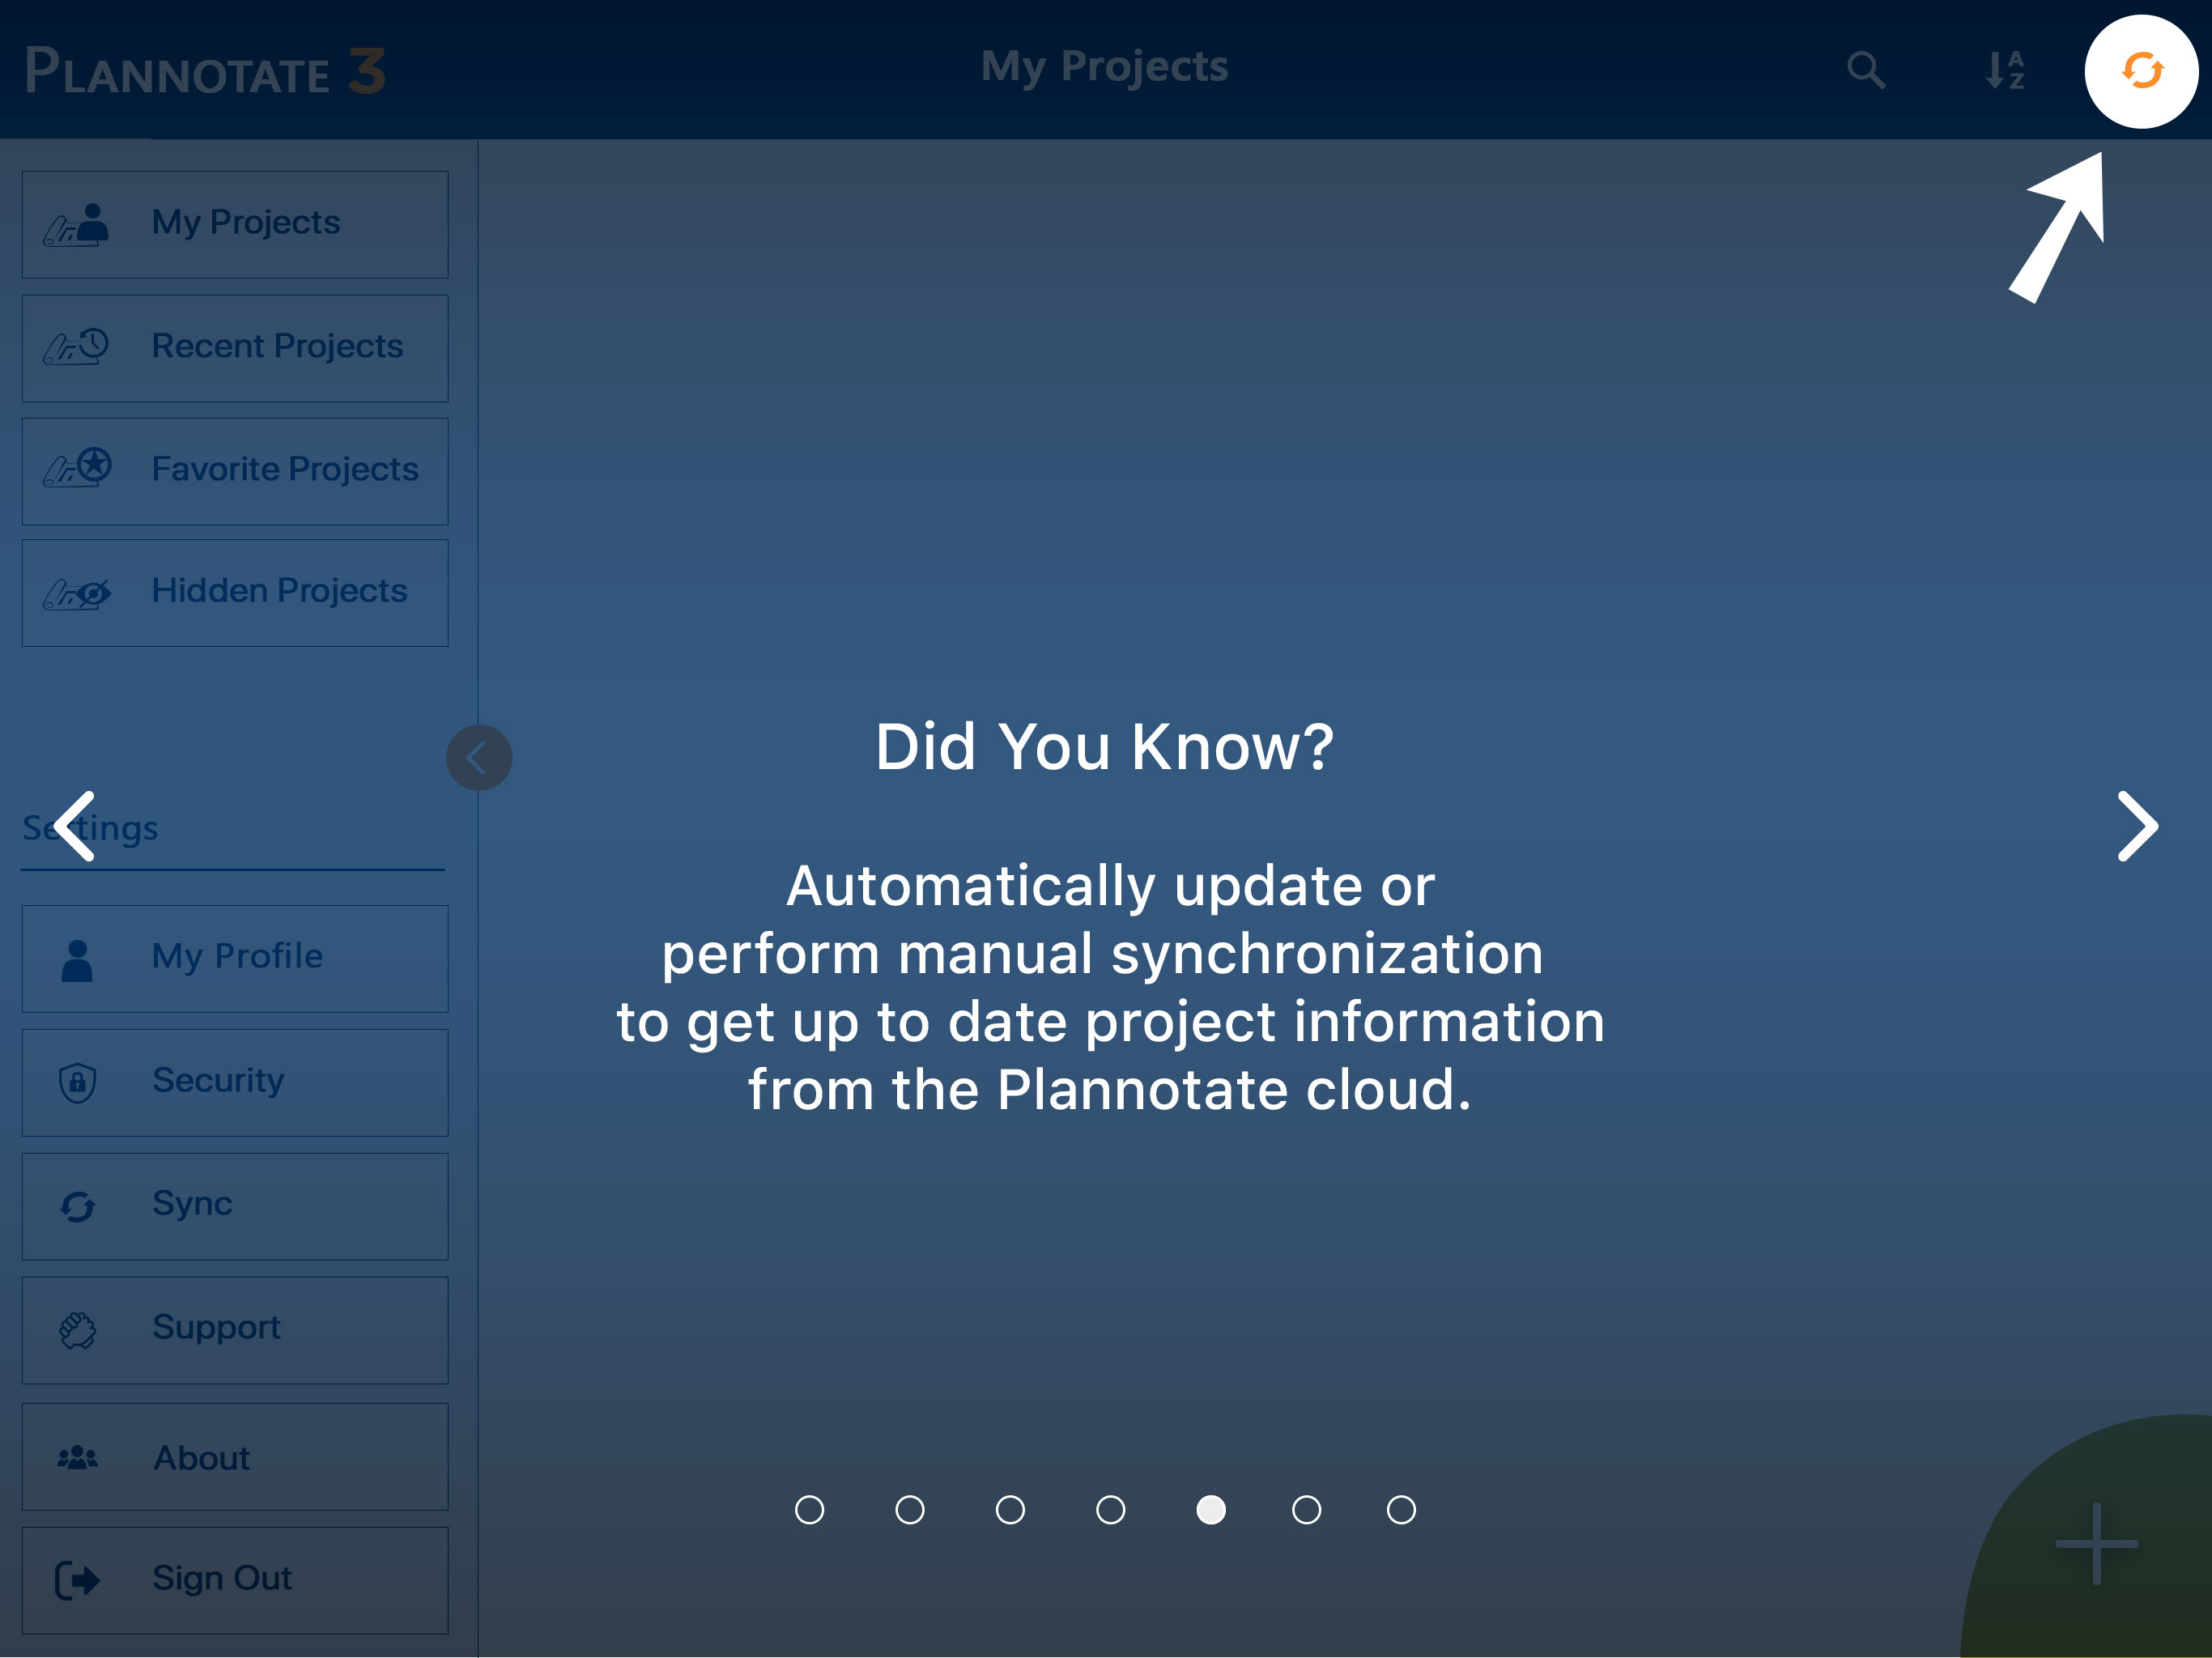 PLANNOTATE 3
My Projects
A
Z
My Projects
Recent Projects
Favorite Projects
Hidden Projects
Settings
My Profile
Security
Sync
Support
About
Sign Out
Did You Know?
Automatically update or
perform manual synchronization
to get up to date project information
from the Plannotate cloud.